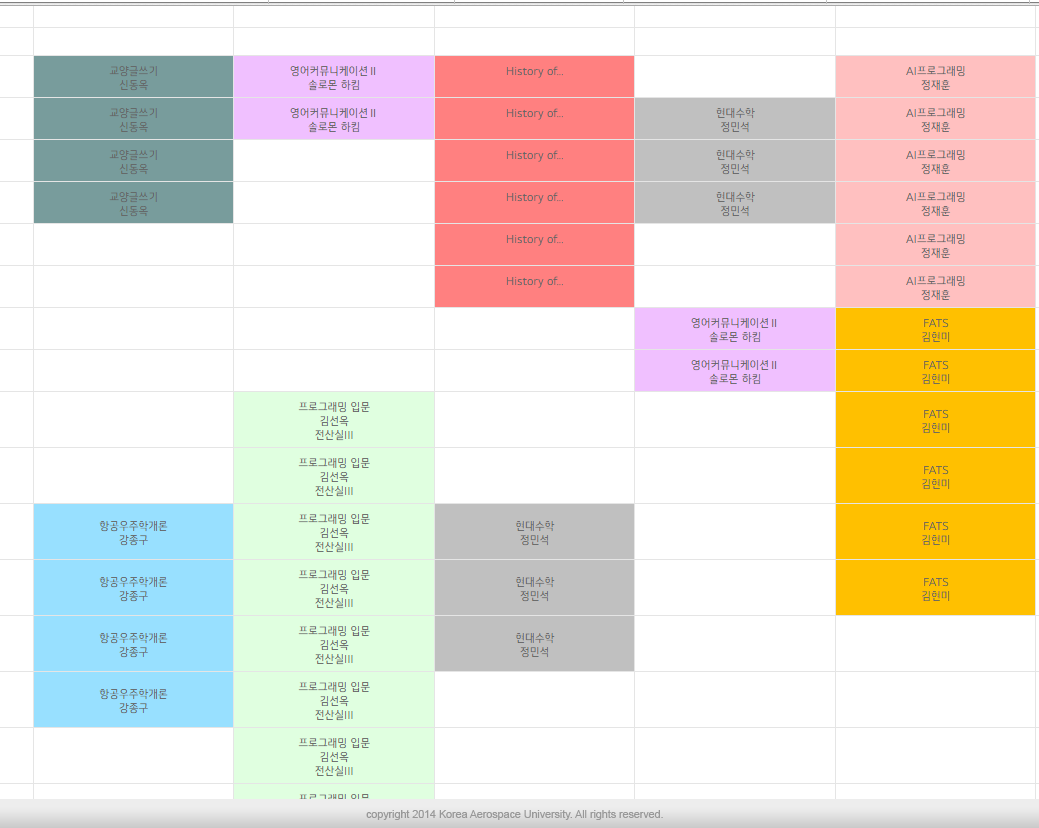 교양글쓰기
신동옥
영어커뮤니케이션 II
솔로몬 하킴
History of...
AI프로그래밍
정재훈
교양글쓰기
신동옥
영어커뮤니케이션 II
솔로몬 하킴
History of...
현대수학
정민석
AI프로그래밍
정재훈
교양글쓰기
신동옥
History of...
현대수학
정민석
AI프로그래밍
정재훈
교양글쓰기
신동옥
History of...
현대수학
정민석
AI프로그래밍
정재훈
History of...
AI프로그래밍
정재훈
History of...
AI프로그래밍
정재훈
영어커뮤니케이션 II
솔로몬 하킴
FATS
김현미
영어커뮤니케이션 II
솔로몬 하킴
FATS
김현미
프로그래밍 입문
김선옥
전산실III
FATS
김현미
프로그래밍 입문
김선옥
전산실III
FATS
김현미
항공우주학개론
강종구
프로그래밍 입문
김선옥
전산실III
현대수학
정민석
FATS
김현미
항공우주학개론
강종구
프로그래밍 입문
김선옥
전산실III
현대수학
정민석
FATS
김현미
항공우주학개론
강종구
프로그래밍 입문
김선옥
전산실III
현대수학
정민석
항공우주학개론
강종구
프로그래밍 입문
김선옥
전산실III
프로그래밍 입문
김선옥
전산실III
프로그래밍 입문
copyright 2014 Korea Aerospace University. All rights reserved.